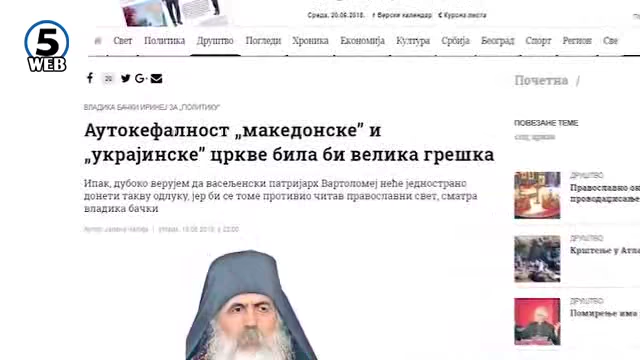 5
WEB
Среда, 20.06.2018. Верски календар € Курсна листа
Свет Политика Друштво Погледи Хроника Економија Култура Србија Београд Спорт Регион Све
f 20 G+
Почетна /
ВЛАДИКА БАЧКИ ИРИНЕЈ ЗА „ПОЛИТИКУ”
Аутокефалност „македонске” и
„украјинске” цркве била би велика грешка
Ипак, дубоко верујем да васељенски патријарх Вартоломеј неће једнострано
донети такву одлуку, јер би се томе противио читав православни свет, сматра
владика бачки
ПОВЕЗАНЕ ТЕМЕ
ДРУШТВО
Православно
ДРУШТВО
Крштење у Атла
ДРУШТВО
Помирење има